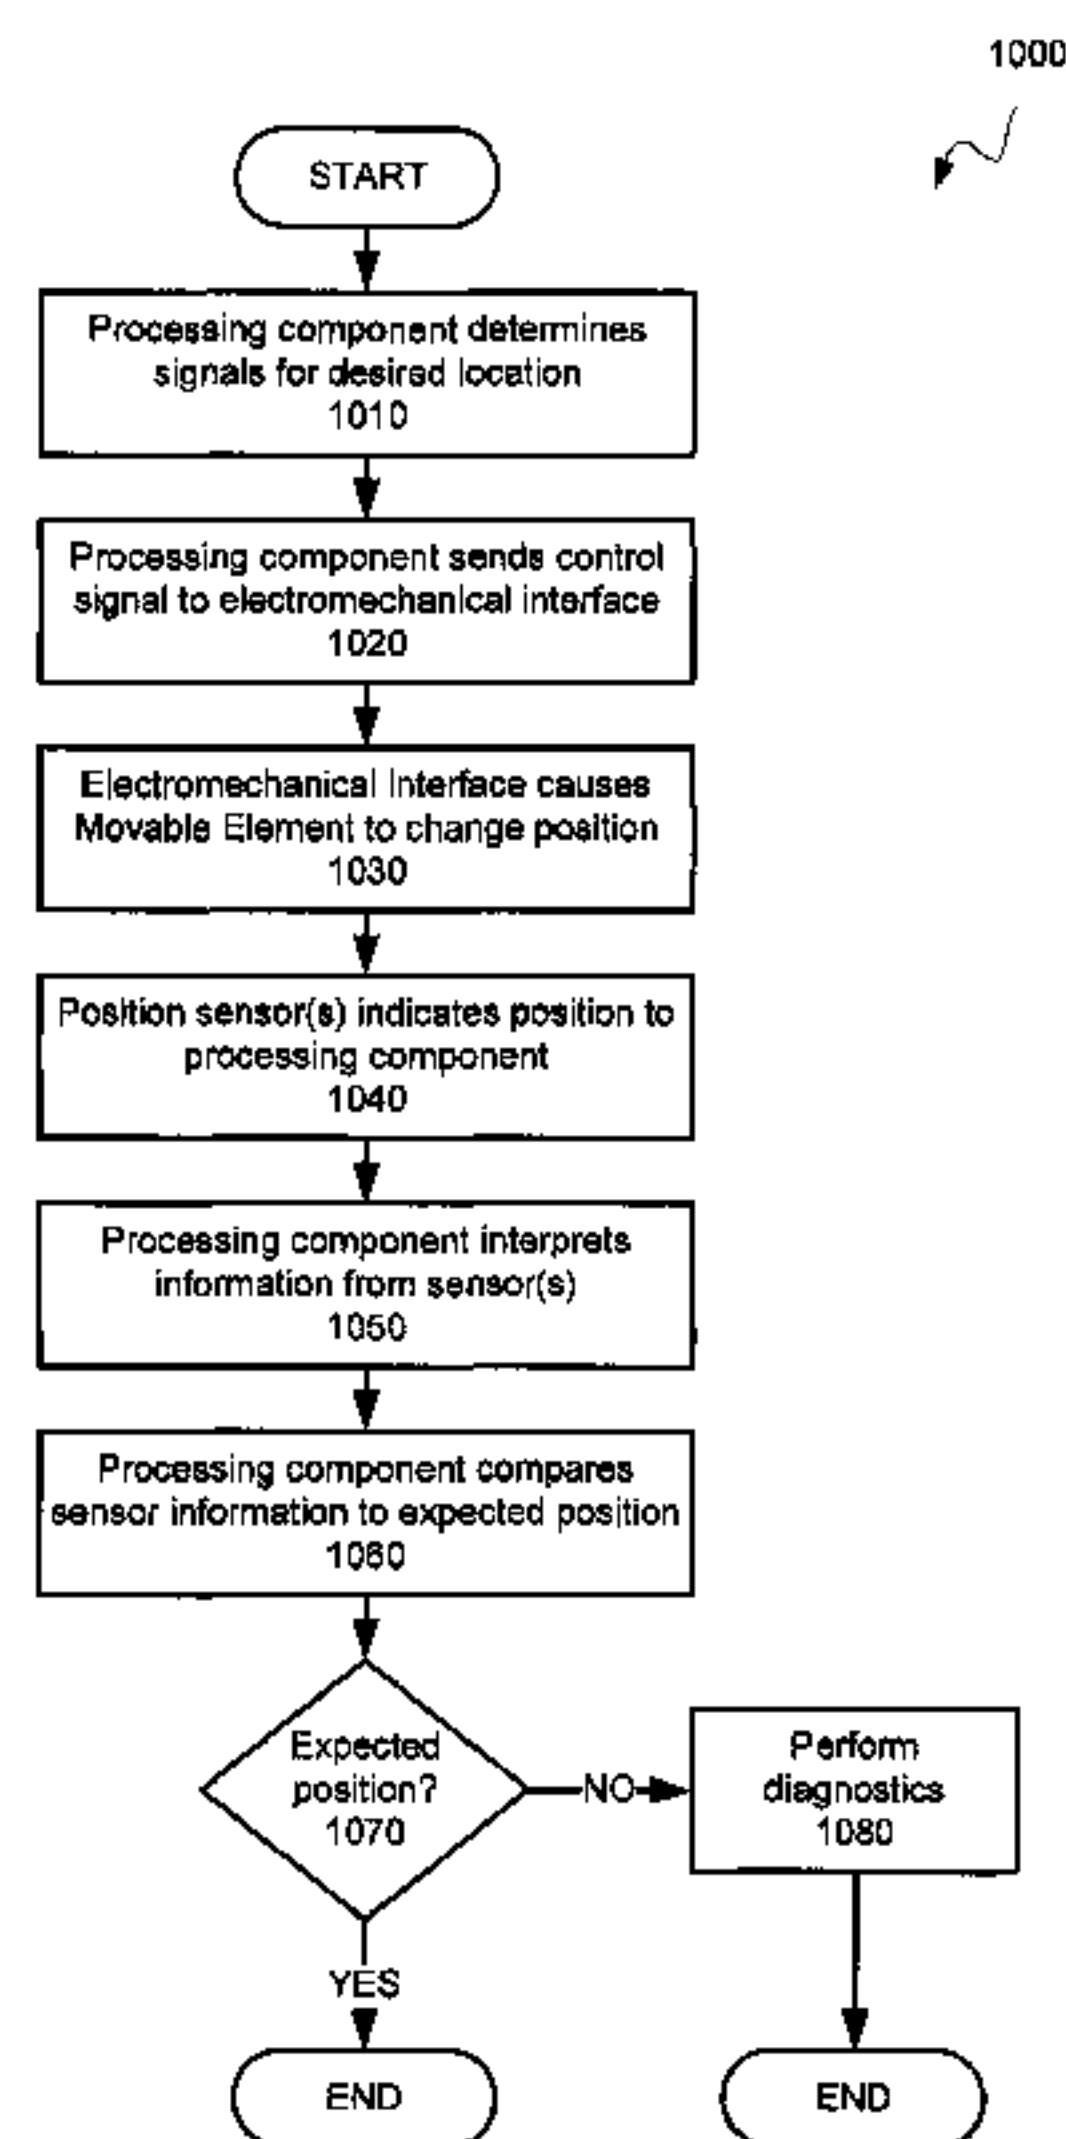 1000
START
Processing component determines
signals for desired location
1010
Processing component sends control
signal to electromechanical interface
1020
Electromechanical Interface causes
Movable Element to change position
1030
Position sensor(s) indicates position to
processing component
1040
Processing component interprets
information from sensor(s)
1050
Processing component compares
sensor information to expected position
1060
Expected
position?
1070
NO
Perform
diagnostics
1080
YES
END
END